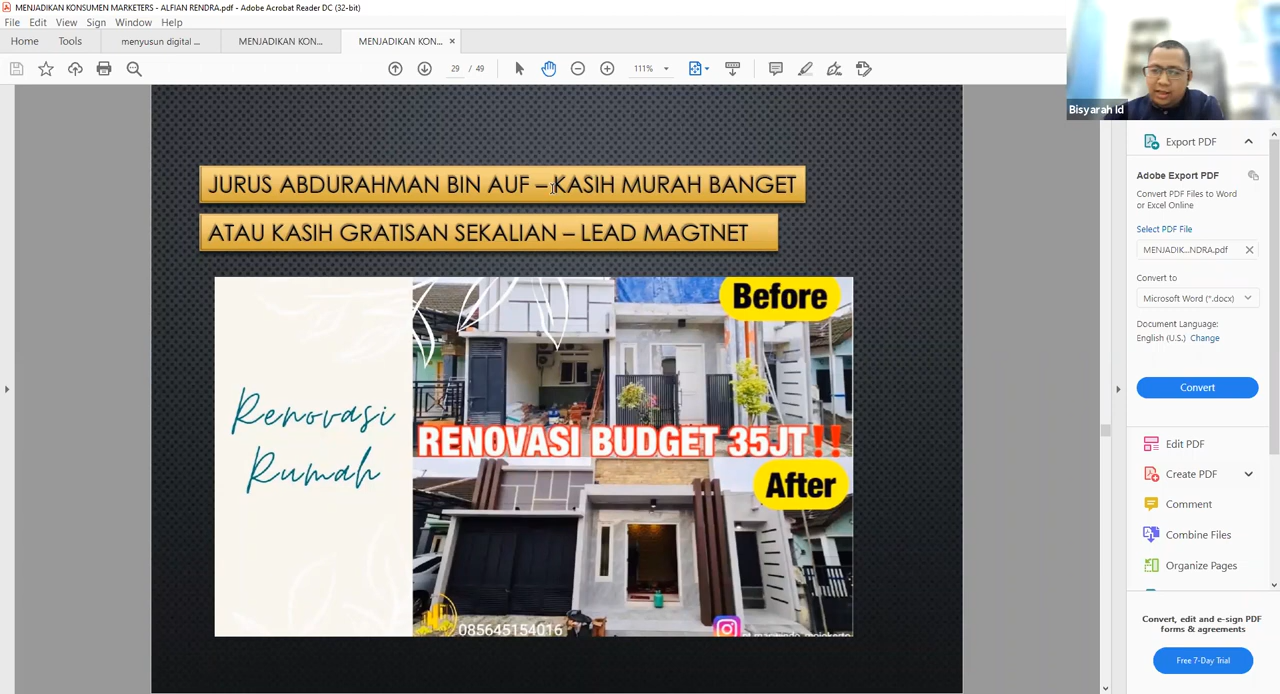 MENJADIKAN KONSUMEN MARKETERS - ALFIAN RENDRA.pdf - Adobe Acrobat Reader DC (32-bit)
File Edit View Sign Window Help
Home Tools menyusun digital ... MENJADIKAN KON... MENJADIKAN KON... ×
29 / 49 111%
Bisyarah Id
JURUS ABDURAHMAN BIN AUF – KASIH MURAH BANGET
ATAU KASIH GRATISAN SEKALIAN – LEAD MAGTNET
Renovasi
Rumah
Before
RENOVASI BUDGET 35JT!!
After
085645154016
Export PDF
Adobe Export PDF
Convert PDF Files to Word
or Excel Online
Select PDF File
MENJADIK...NDRA.pdf
Convert to
Microsoft Word (*.docx)
Document Language:
English (U.S.) Change
Convert
Edit PDF
Create PDF
Comment
Combine Files
Organize Pages
Convert, edit and e-sign PDF
forms & agreements
Free 7-Day Trial